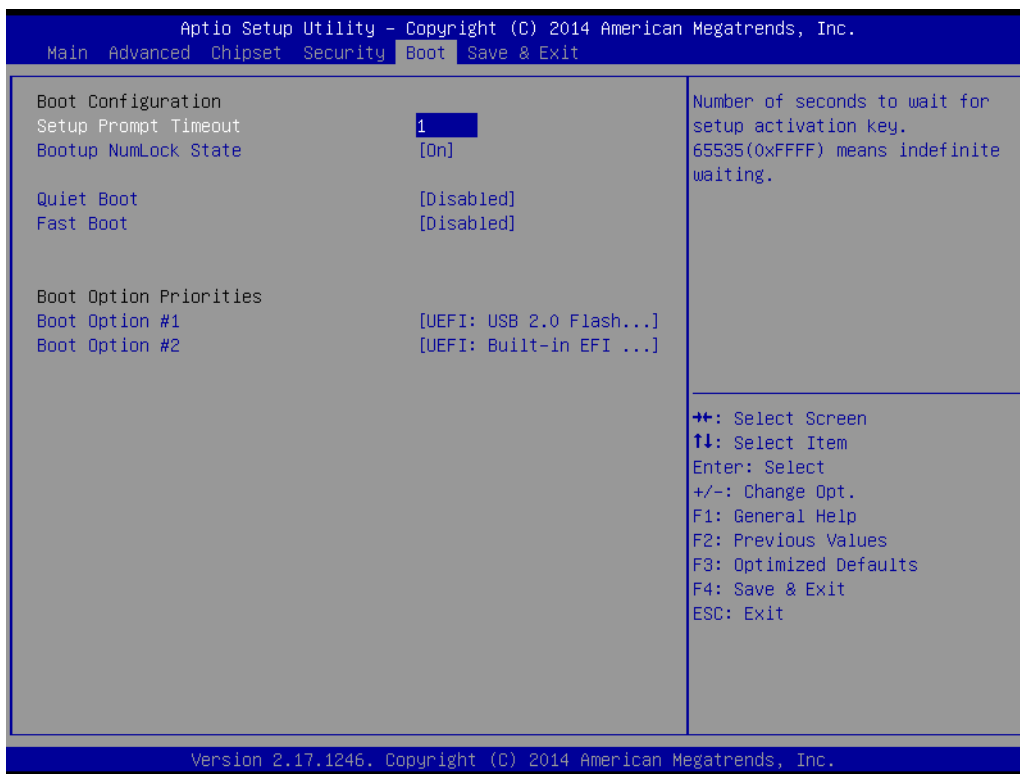 Aptio Setup Utility – Copyright (C) 2014 American Megatrends, Inc.
Main Advanced Chipset Security Boot Save & Exit
Boot Configuration
Setup Prompt Timeout 1
Bootup NumLock State [On]
Quiet Boot [Disabled]
Fast Boot [Disabled]
Boot Option Priorities
Boot Option #1 [UEFI: USB 2.0 Flash...]
Boot Option #2 [UEFI: Built-in EFI ...]
Number of seconds to wait for
setup activation key.
65535(0xFFFF) means indefinite
waiting.
→←: Select Screen
↑↓: Select Item
Enter: Select
+/-: Change Opt.
F1: General Help
F2: Previous Values
F3: Optimized Defaults
F4: Save & Exit
ESC: Exit
Version 2.17.1246. Copyright (C) 2014 American Megatrends, Inc.